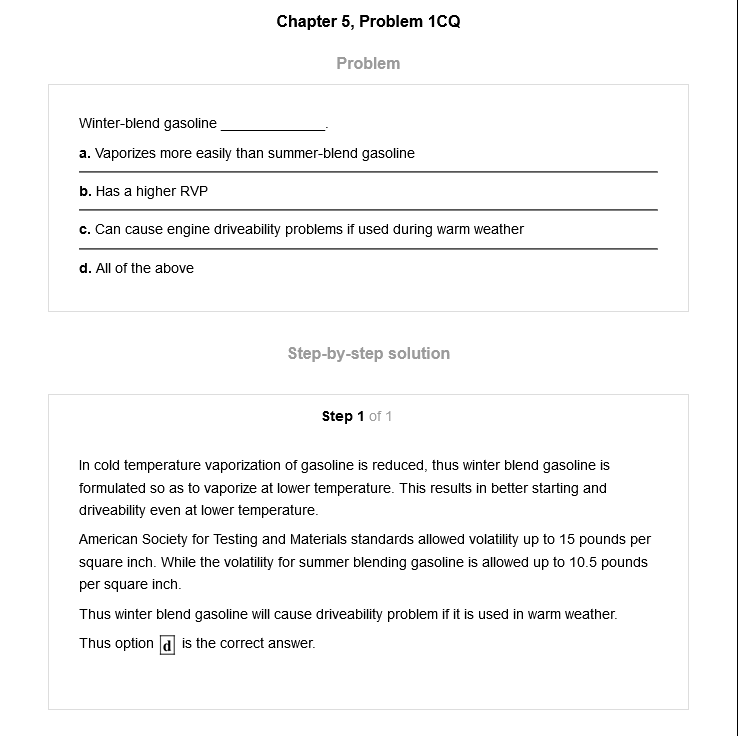 Chapter 5, Problem 1CQ
Problem
Winter-blend gasoline ______________.
a. Vaporizes more easily than summer-blend gasoline
b. Has a higher RVP
c. Can cause engine driveability problems if used during warm weather
d. All of the above
Step-by-step solution
Step 1 of 1
In cold temperature vaporization of gasoline is reduced, thus winter blend gasoline is
formulated so as to vaporize at lower temperature. This results in better starting and
driveability even at lower temperature.
American Society for Testing and Materials standards allowed volatility up to 15 pounds per
square inch. While the volatility for summer blending gasoline is allowed up to 10.5 pounds
per square inch.
Thus winter blend gasoline will cause driveability problem if it is used in warm weather.
Thus option d is the correct answer.